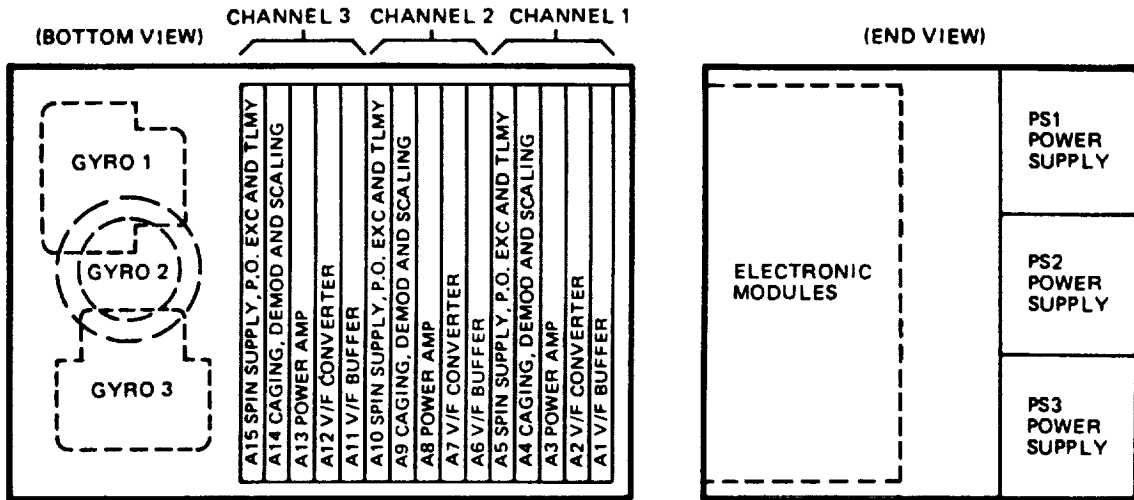 CHANNEL 3 CHANNEL 2 CHANNEL 1
(BOTTOM VIEW)
(END VIEW)
GYRO 1
GYRO 2
GYRO 3
A15 SPIN SUPPLY, P.O. EXC AND TLMY
A14 CAGING, DEMOD AND SCALING
A13 POWER AMP
A12 V/F CONVERTER
A11 V/F BUFFER
A10 SPIN SUPPLY, P.O. EXC AND TLMY
A9 CAGING, DEMOD AND SCALING
A8 POWER AMP
A7 V/F CONVERTER
A6 V/F BUFFER
A5 SPIN SUPPLY, P.O. EXC AND TLMY
A4 CAGING, DEMOD AND SCALING
A3 POWER AMP
A2 V/F CONVERTER
A1 V/F BUFFER
ELECTRONIC
MODULES
PS1
POWER
SUPPLY
PS2
POWER
SUPPLY
PS3
POWER
SUPPLY